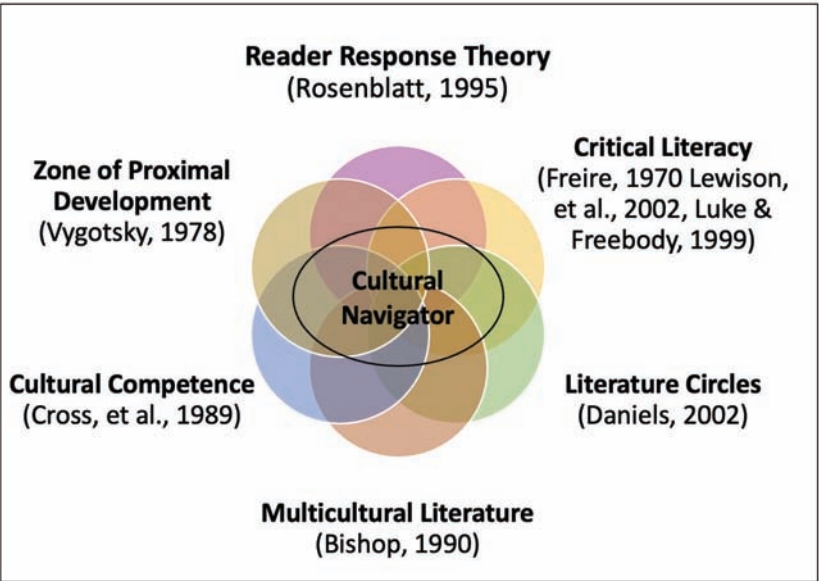 Reader Response Theory
(Rosenblatt, 1995)
Critical Literacy
(Freire, 1970 Lewison,
et al., 2002, Luke &
Freebody, 1999)
Zone of Proximal
Development
(Vygotsky, 1978)
Cultural
Navigator
Cultural Competence
(Cross, et al., 1989)
Literature Circles
(Daniels, 2002)
Multicultural Literature
(Bishop, 1990)